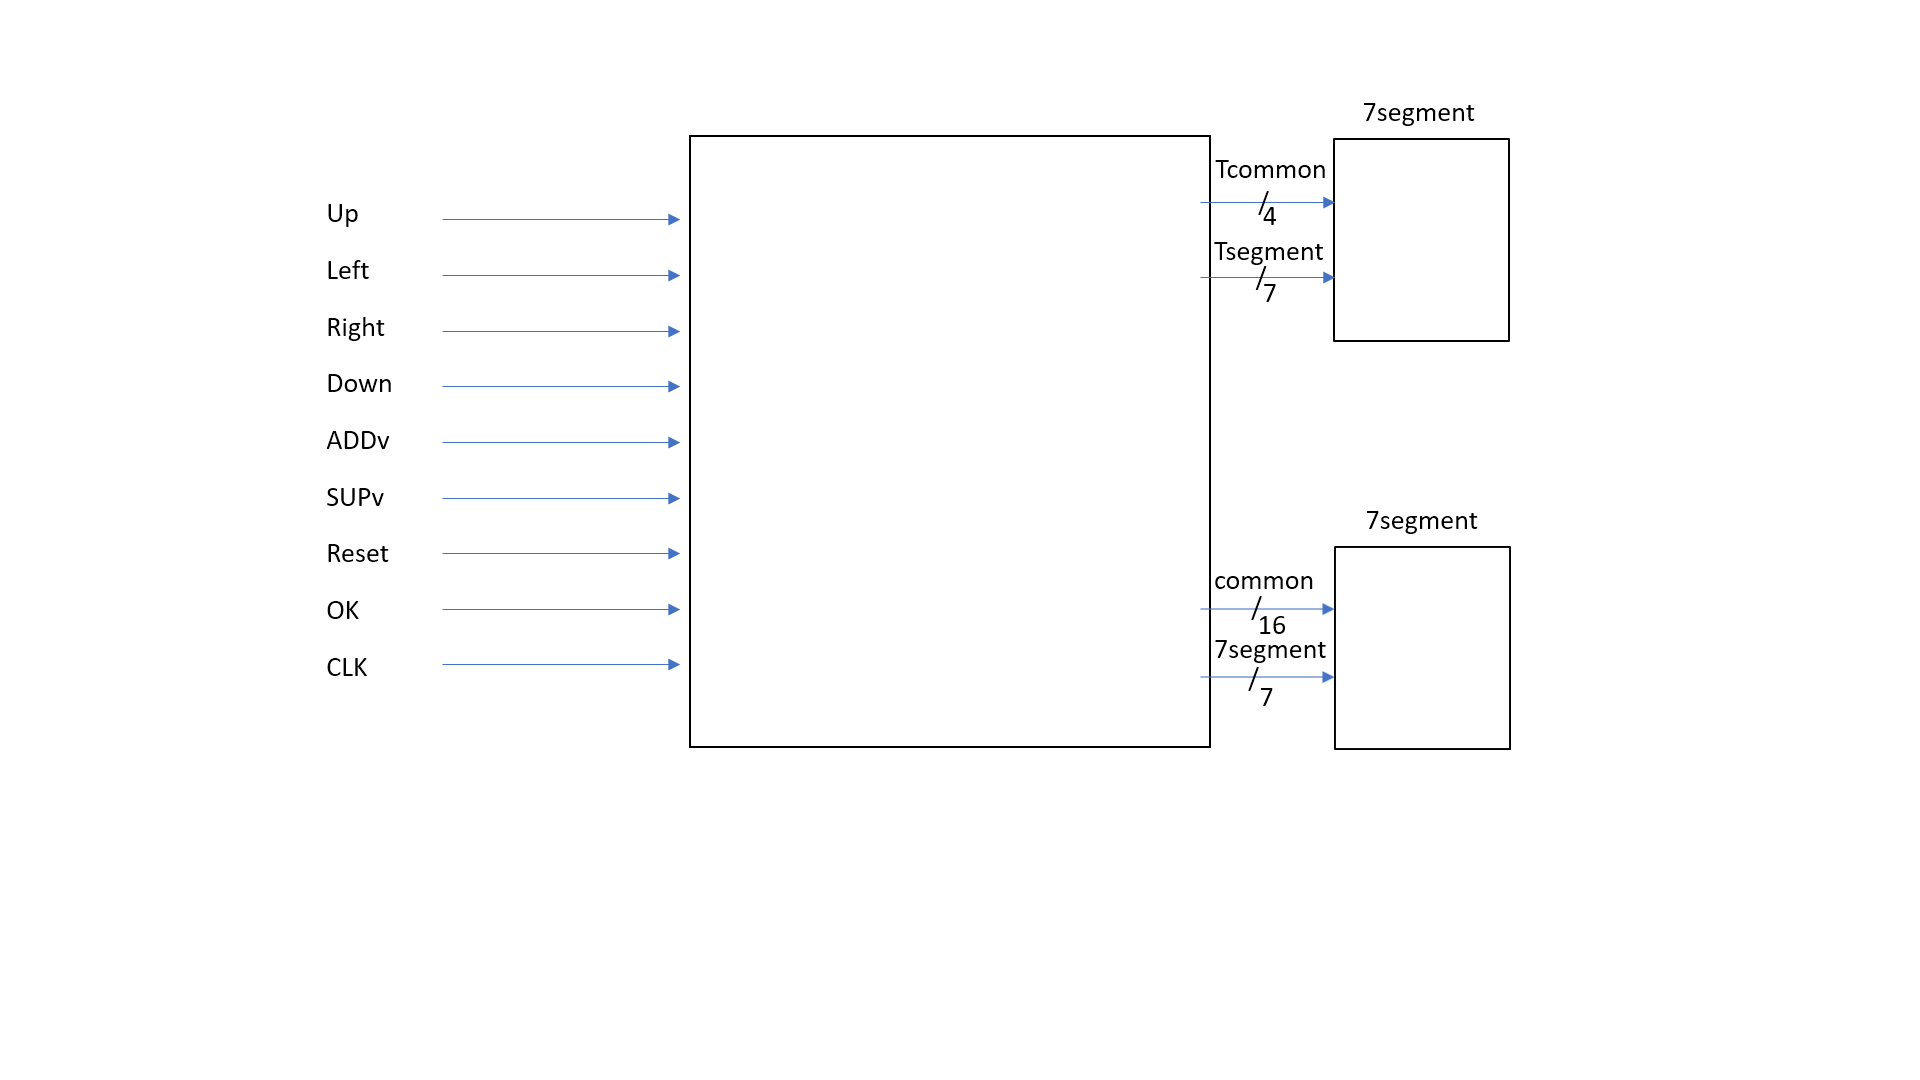 Up
Left
Right
Down
ADDv
SUPv
Reset
OK
CLK
7segment
Tcommon
4
Tsegment
7
7segment
common
16
7segment
7